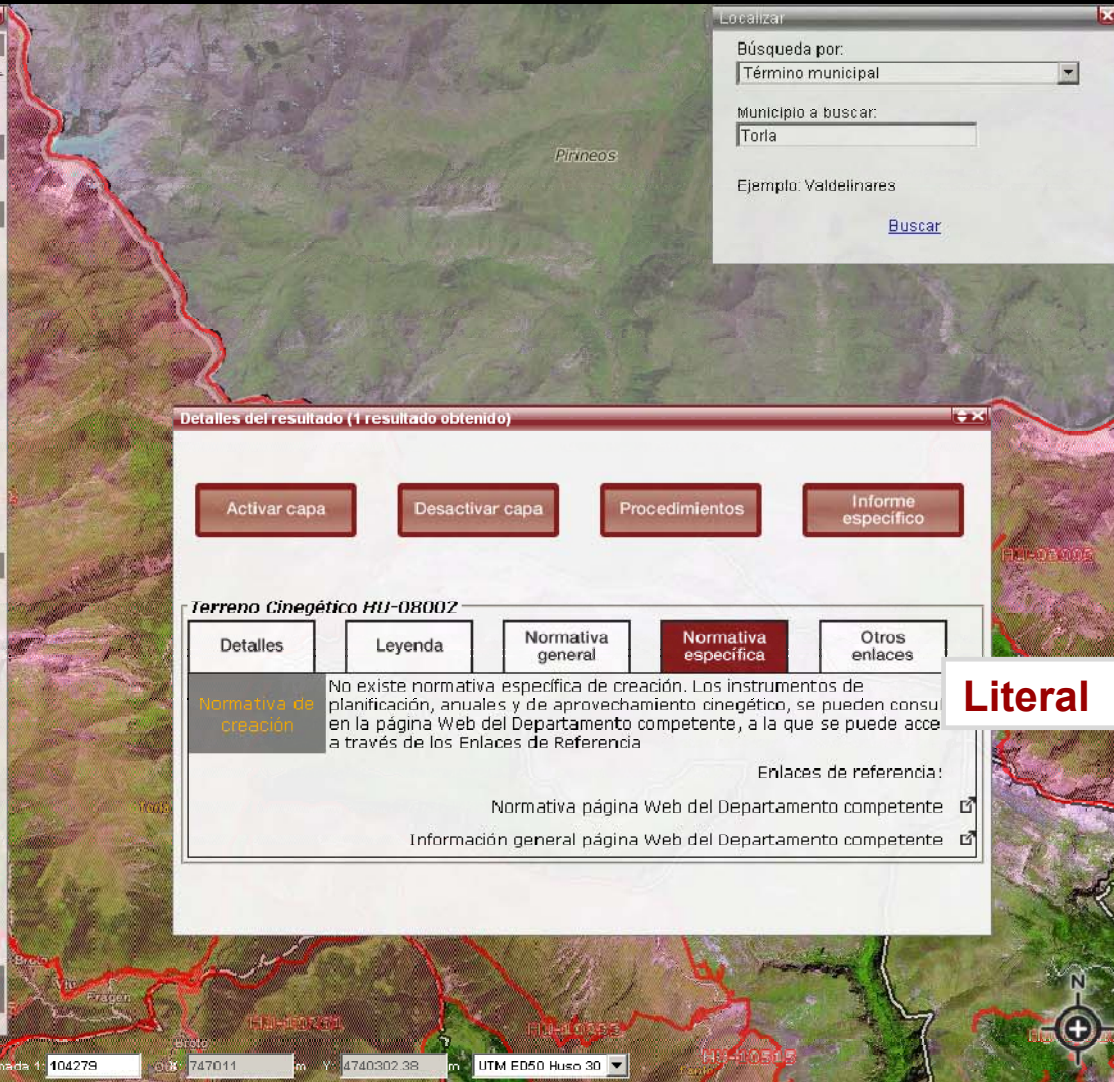 Localizar
Búsqueda por:
Término municipal
Municipio a buscar:
Torla
Ejemplo: Valdelinares
Buscar
Pirineos
Detalles del resultado (1 resultado obtenido)
Activar capa
Desactivar capa
Procedimientos
Informe
específico
Terreno Cinegético HU-08002
Detalles
Leyenda
Normativa
general
Normativa
específica
Otros
enlaces
Normativa de
creación
No existe normativa específica de creación. Los instrumentos de
planificación, anuales y de aprovechamiento cinegético, se pueden consu
en la página Web del Departamento competente, a la que se puede acce
a través de los Enlaces de Referencia
Literal
Enlaces de referencia:
Normativa página Web del Departamento competente
Información general página Web del Departamento competente
Broto
Fragen
Broto
N
104279
X: 747011 m Y: 4740302.38 m UTM ED50 Huso 30